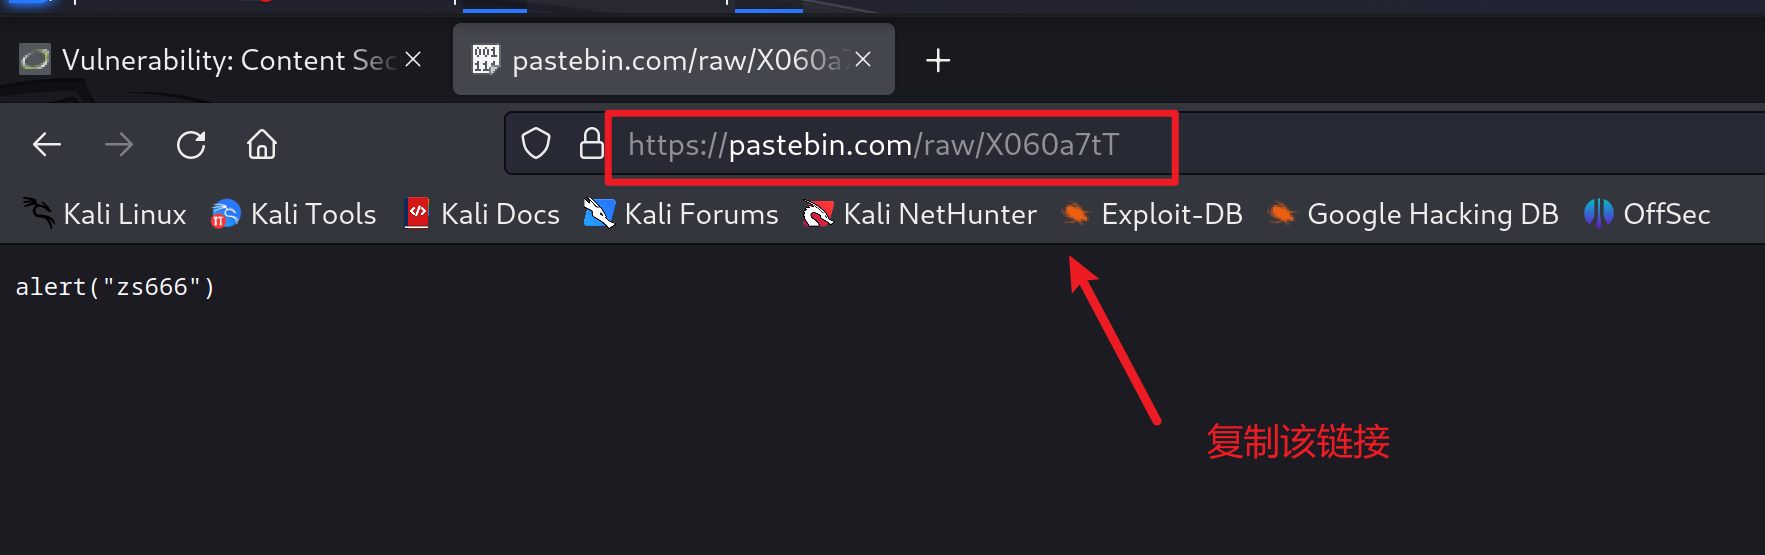 Vulnerability: Content Sec
pastebin.com/raw/X060a7
https://pastebin.com/raw/X060a7tT
Kali Linux Kali Tools Kali Docs Kali Forums Kali NetHunter Exploit-DB Google Hacking DB OffSec
alert("zs666")
复制该链接